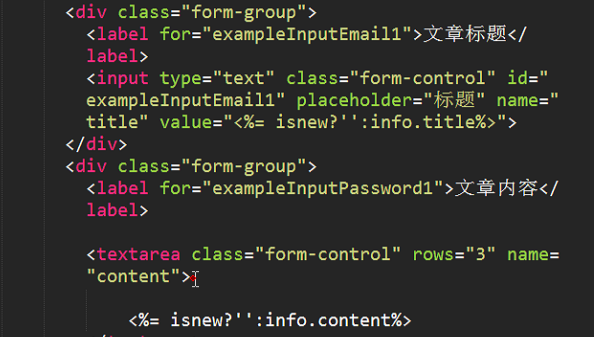 <div class="form-group">
<label for="exampleInputEmail1">文章标题</
label>
<input type="text" class="form-control" id="
exampleInputEmail1" placeholder="标题" name="
title" value="<%= isnew?'':info.title%>">
</div>
<div class="form-group">
<label for="exampleInputPassword1">文章内容</
label>
<textarea class="form-control" rows="3" name=
"content">
<%= isnew?'':info.content%>